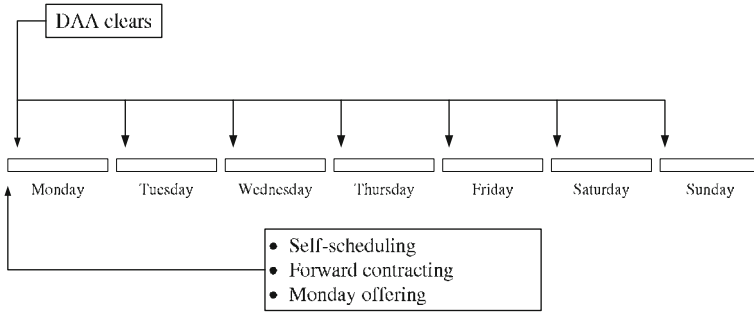 DAA clears
Monday Tuesday Wednesday Thursday Friday Saturday Sunday
• Self-scheduling
• Forward contracting
• Monday offering